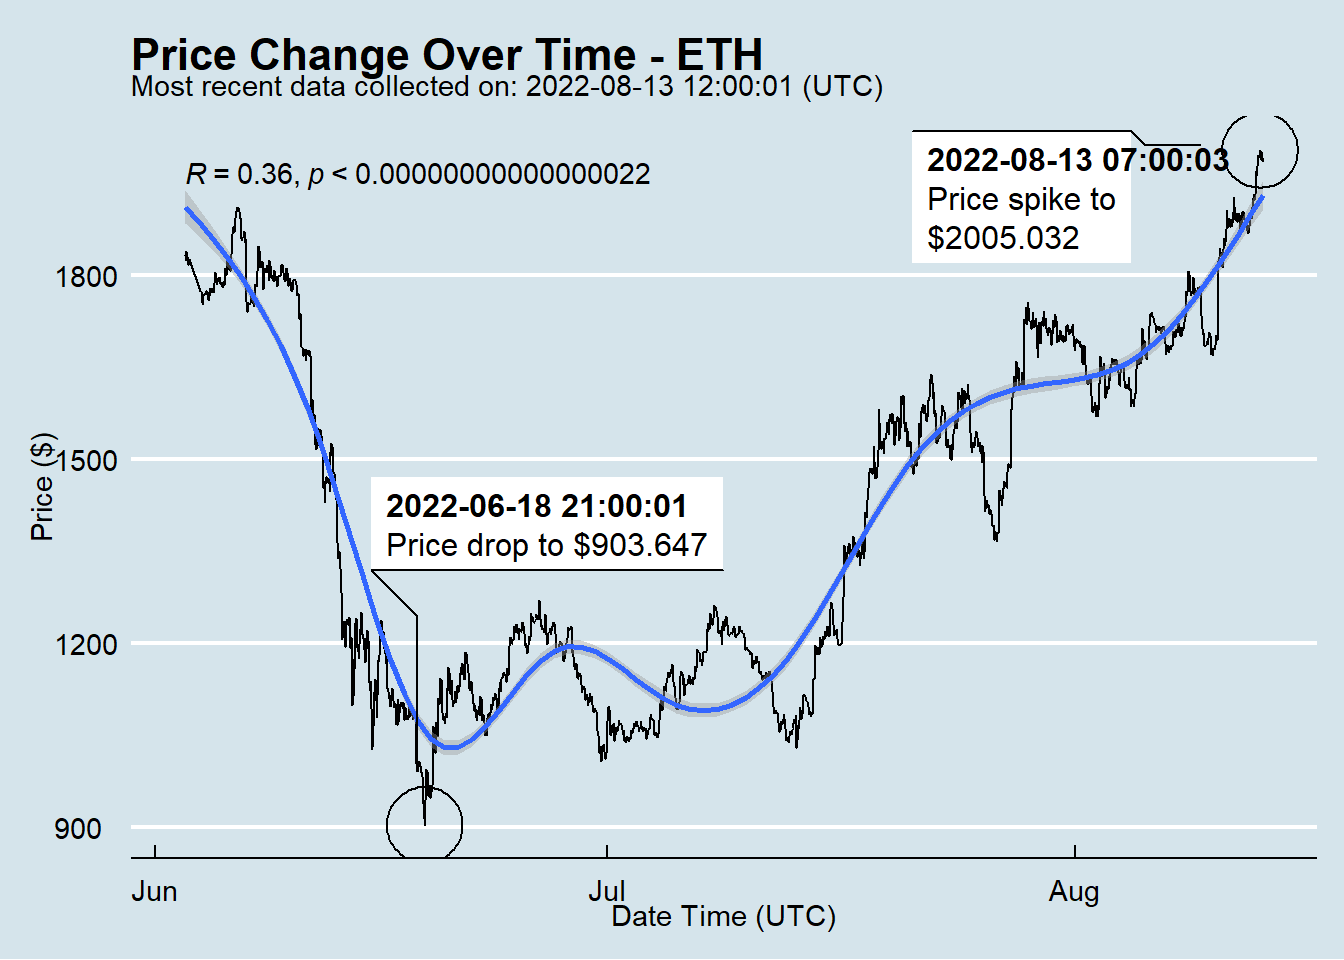 Price Change Over Time - ETH
Most recent data collected on: 2022-08-13 12:00:01 (UTC)
R = 0.36, p < 0.00000000000000022
2022-08-13 07:00:03
Price spike to
$2005.032
1800
1500
1200
900
Price ($)
2022-06-18 21:00:01
Price drop to $903.647
Jun
Jul
Aug
Date Time (UTC)